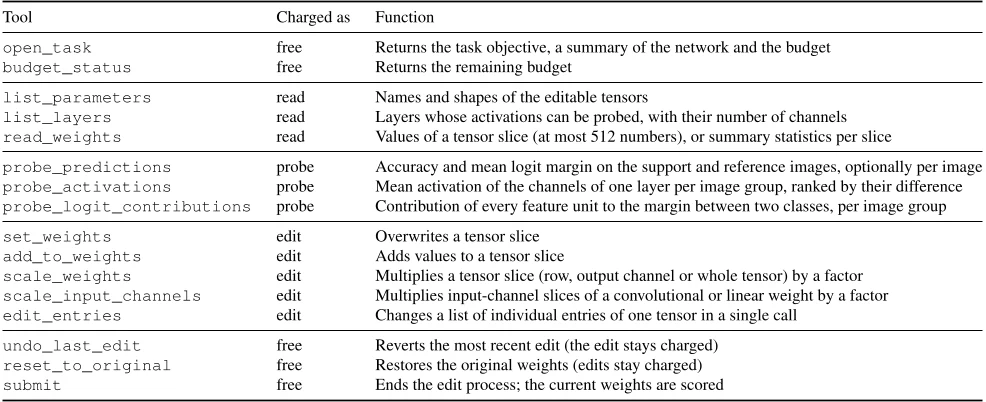 Tool Charged as Function
open_task free Returns the task objective, a summary of the network and the budget
budget_status free Returns the remaining budget
list_parameters read Names and shapes of the editable tensors
list_layers read Layers whose activations can be probed, with their number of channels
read_weights read Values of a tensor slice (at most 512 numbers), or summary statistics per slice
probe_predictions probe Accuracy and mean logit margin on the support and reference images, optionally per image
probe_activations probe Mean activation of the channels of one layer per image group, ranked by their difference
probe_logit_contributions probe Contribution of every feature unit to the margin between two classes, per image group
set_weights edit Overwrites a tensor slice
add_to_weights edit Adds values to a tensor slice
scale_weights edit Multiplies a tensor slice (row, output channel or whole tensor) by a factor
scale_input_channels edit Multiplies input-channel slices of a convolutional or linear weight by a factor
edit_entries edit Changes a list of individual entries of one tensor in a single call
undo_last_edit free Reverts the most recent edit (the edit stays charged)
reset_to_original free Restores the original weights (edits stay charged)
submit free Ends the edit process; the current weights are scored